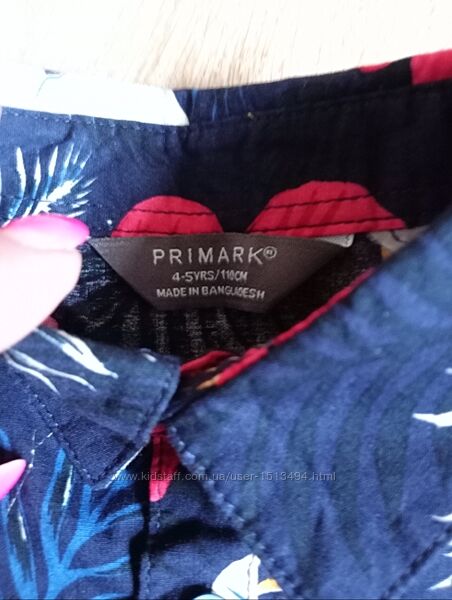 PRIMARK®
4-5YRS/110CM
MADE IN BANGLADESH
www.kidstaff.com.ua/user-1513494.html